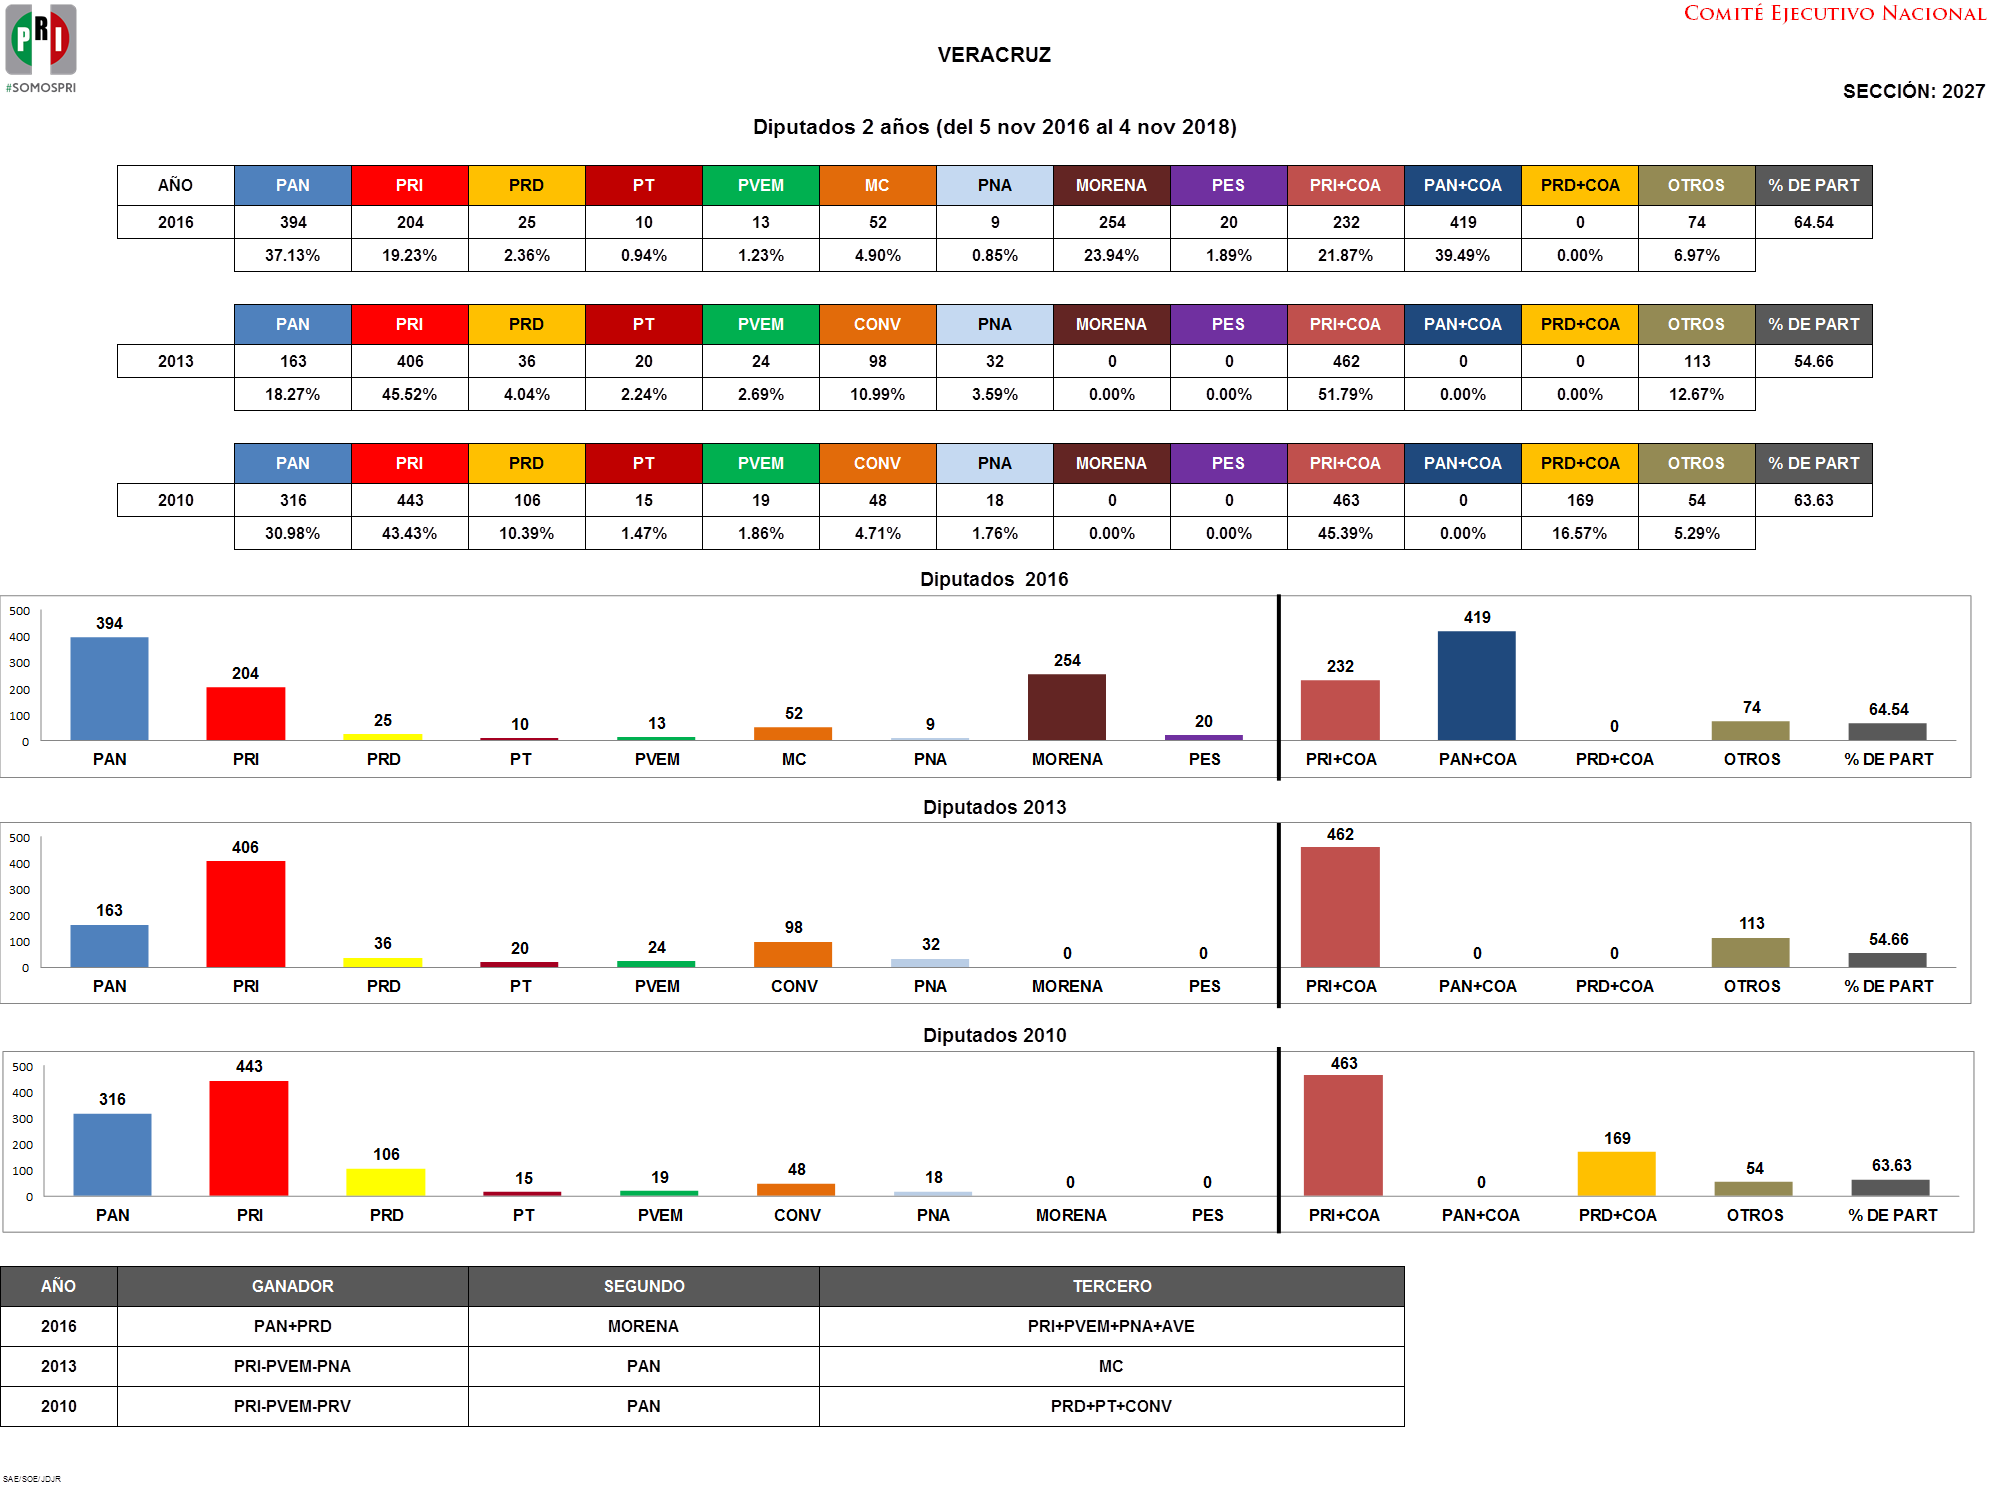 PRI
#SOMOSPRI
COMITÉ EJECUTIVO NACIONAL
VERACRUZ
SECCIÓN: 2027
Diputados 2 años (del 5 nov 2016 al 4 nov 2018)
AÑO PAN PRI PRD PT PVEM MC PNA MORENA PES PRI+COA PAN+COA PRD+COA OTROS % DE PART
2016 394 204 25 10 13 52 9 254 20 232 419 0 74 64.54
37.13% 19.23% 2.36% 0.94% 1.23% 4.90% 0.85% 23.94% 1.89% 21.87% 39.49% 0.00% 6.97%
PAN PRI PRD PT PVEM CONV PNA MORENA PES PRI+COA PAN+COA PRD+COA OTROS % DE PART
2013 163 406 36 20 24 98 32 0 0 462 0 0 113 54.66
18.27% 45.52% 4.04% 2.24% 2.69% 10.99% 3.59% 0.00% 0.00% 51.79% 0.00% 0.00% 12.67%
PAN PRI PRD PT PVEM CONV PNA MORENA PES PRI+COA PAN+COA PRD+COA OTROS % DE PART
2010 316 443 106 15 19 48 18 0 0 463 0 169 54 63.63
30.98% 43.43% 10.39% 1.47% 1.86% 4.71% 1.76% 0.00% 0.00% 45.39% 0.00% 16.57% 5.29%
Diputados 2016
500
400
300
200
100
0
394 204 25 10 13 52 9 254 20 232 419 0 74 64.54
PAN PRI PRD PT PVEM MC PNA MORENA PES PRI+COA PAN+COA PRD+COA OTROS % DE PART
Diputados 2013
500
400
300
200
100
0
163 406 36 20 24 98 32 0 0 462 0 0 113 54.66
PAN PRI PRD PT PVEM CONV PNA MORENA PES PRI+COA PAN+COA PRD+COA OTROS % DE PART
Diputados 2010
500
400
300
200
100
0
316 443 106 15 19 48 18 0 0 463 0 169 54 63.63
PAN PRI PRD PT PVEM CONV PNA MORENA PES PRI+COA PAN+COA PRD+COA OTROS % DE PART
AÑO GANADOR SEGUNDO TERCERO
2016 PAN+PRD MORENA PRI+PVEM+PNA+AVE
2013 PRI-PVEM-PNA PAN MC
2010 PRI-PVEM-PRV PAN PRD+PT+CONV
SAE/SOE/JDJR